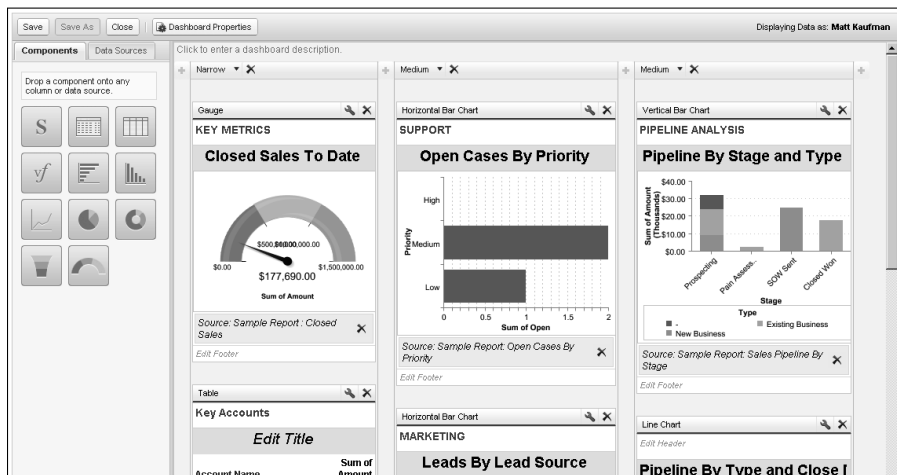 Save Save As Close Dashboard Properties Displaying Data as: Matt Kaufman
Components Data Sources
Click to enter a dashboard description.
Drop a component onto any
column or data source.
S
vf
Narrow
Gauge
KEY METRICS
Closed Sales To Date
$0.00
$1,500,000.00
$177,690.00
Sum of Amount
Source: Sample Report : Closed
Sales
Edit Footer
Table
Key Accounts
Edit Title
Sum of
Account Name Amount
Medium
Horizontal Bar Chart
SUPPORT
Open Cases By Priority
Priority
High
Medium
Low
0 0.5 1 1.5 2
Sum of Open
Source: Sample Report: Open Cases By
Priority
Edit Footer
Horizontal Bar Chart
MARKETING
Leads By Lead Source
Medium
Vertical Bar Chart
PIPELINE ANALYSIS
Pipeline By Stage and Type
Sum of Amount
(Thousands)
$40.00
$30.00
$20.00
$10.00
$0.00
Prospecting
Pain Assess..
SOW Sent
Closed Won
Stage
Type
- Existing Business
New Business
Source: Sample Report: Sales Pipeline By
Stage
Edit Footer
Line Chart
Edit Header
Pipeline By Type and Close